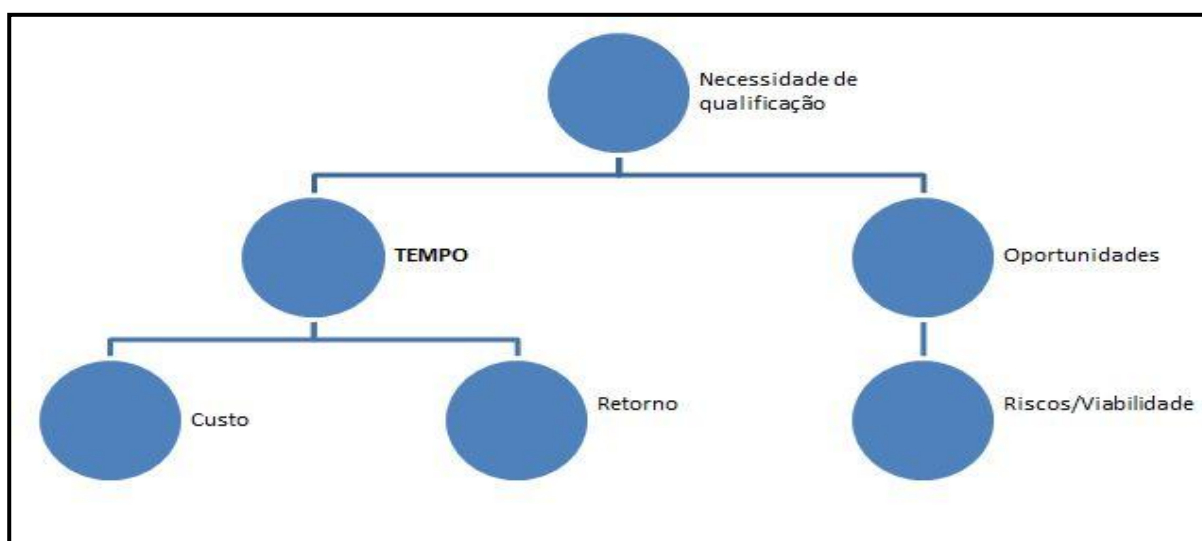 Necessidade de
qualificação
TEMPO
Oportunidades
Custo
Retorno
Riscos/Viabilidade